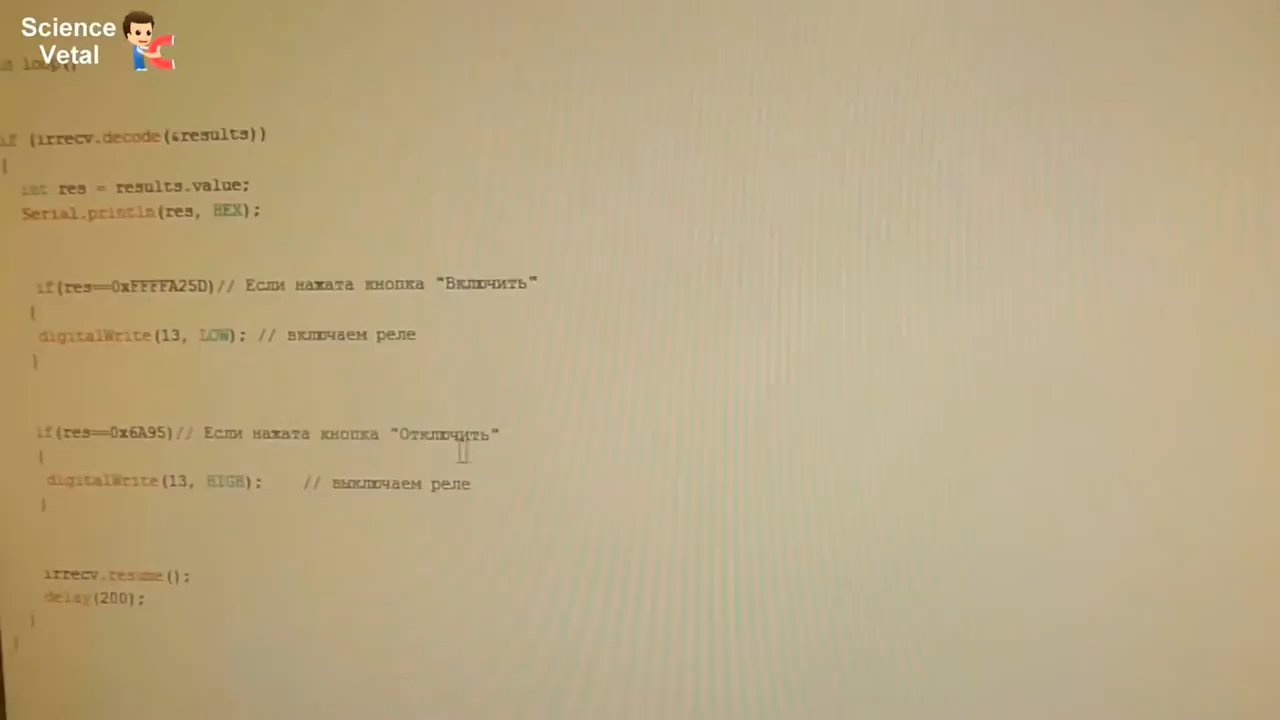 Science
Vetal
loop()
if (irrecv.decode(&results))
{
int res = results.value;
Serial.println(res, HEX);
if(res==0xFFFFA25D)// Если нажата кнопка "Включить"
{
digitalWrite(13, LOW); // включаем реле
}
if(res==0x6A95)// Если нажата кнопка "Отключить"
{
digitalWrite(13, HIGH); // выключаем реле
}
irrecv.resume();
delay(200);
}
}